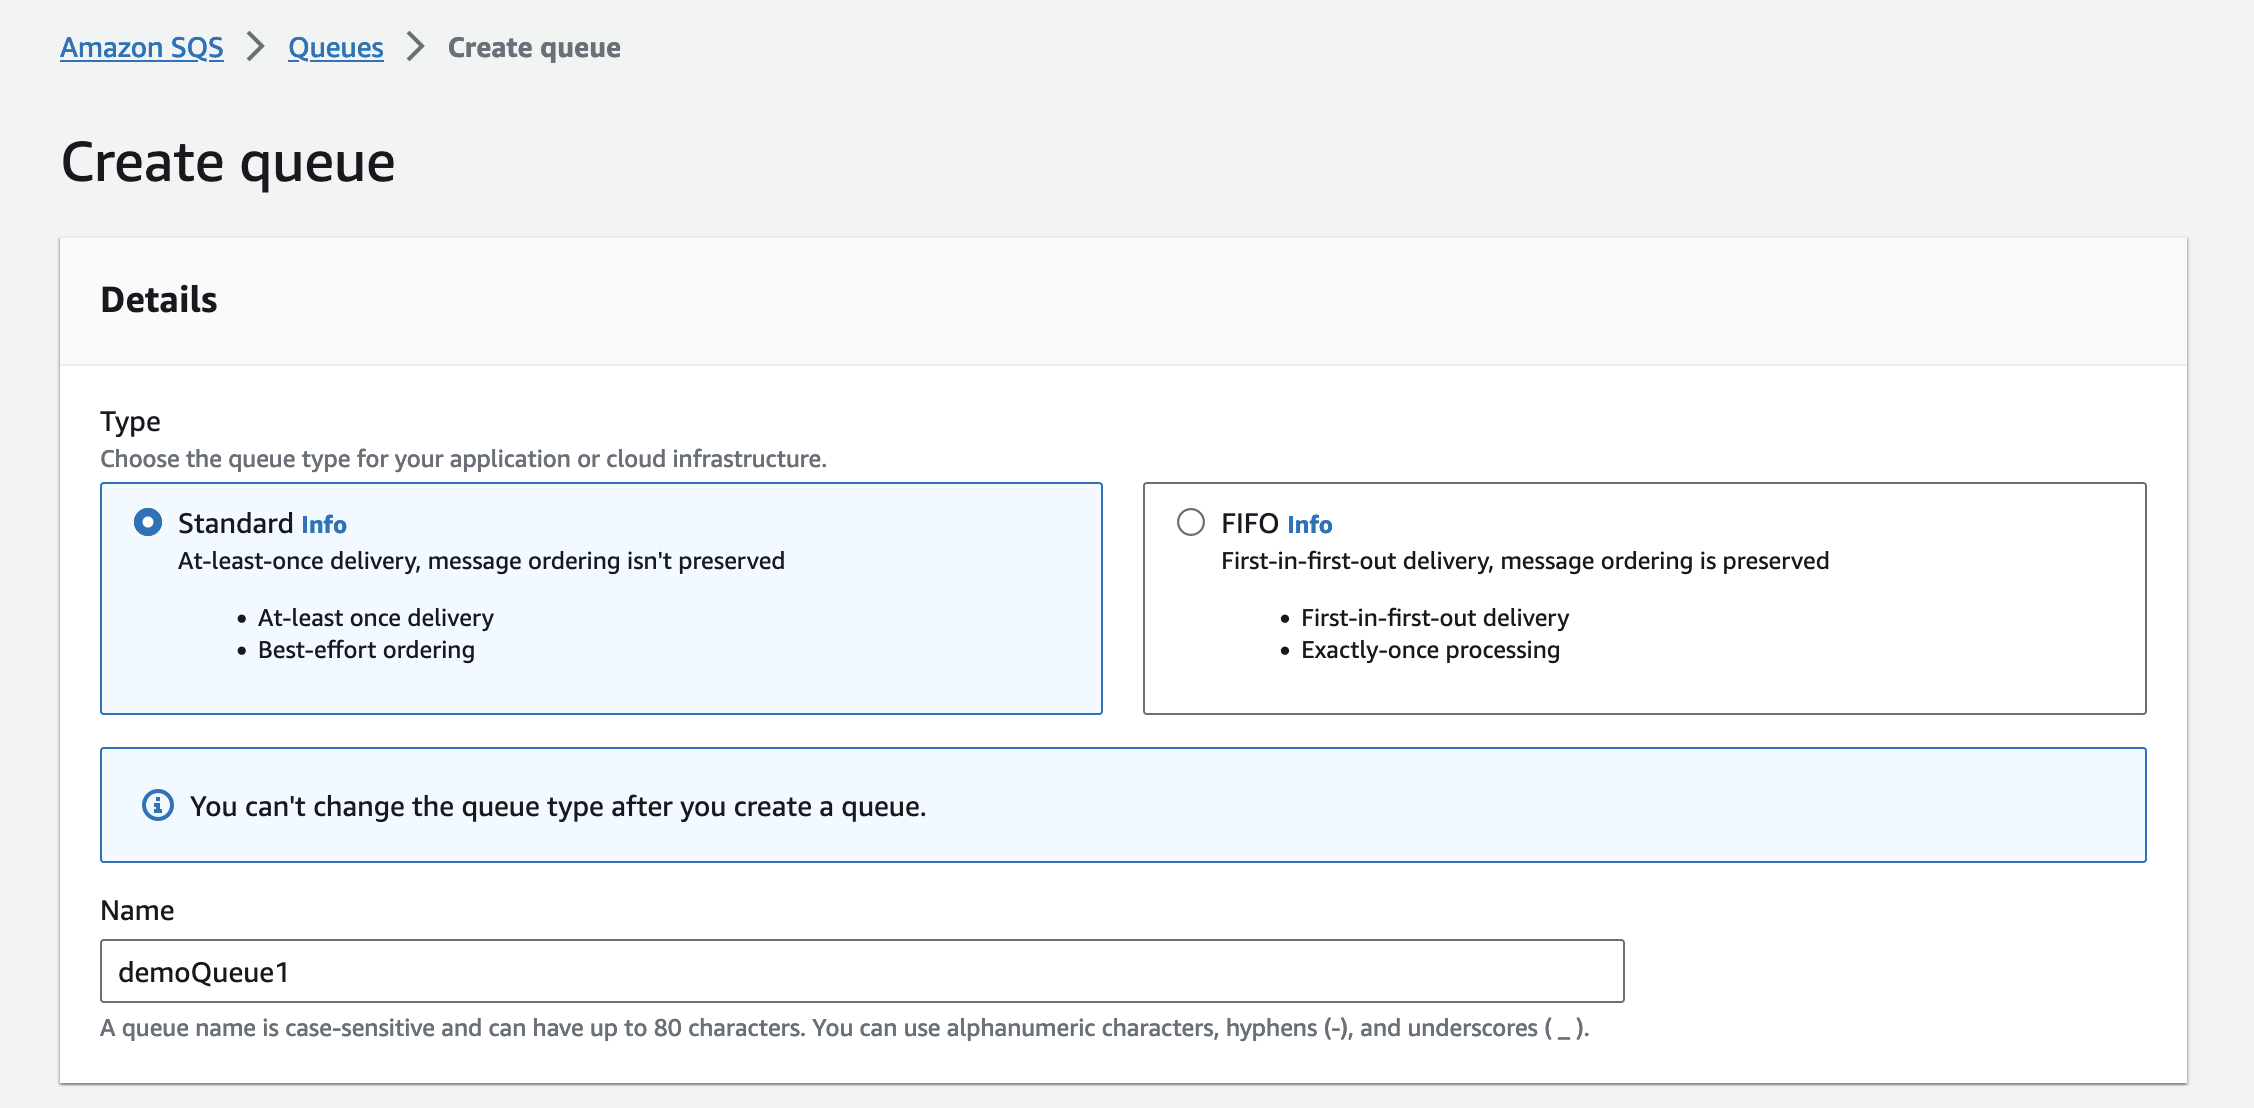 Amazon SQS > Queues > Create queue
Create queue
Details
Type
Choose the queue type for your application or cloud infrastructure.
Standard Info
At-least-once delivery, message ordering isn't preserved
• At-least once delivery
• Best-effort ordering
FIFO Info
First-in-first-out delivery, message ordering is preserved
• First-in-first-out delivery
• Exactly-once processing
You can't change the queue type after you create a queue.
Name
demoQueue1
A queue name is case-sensitive and can have up to 80 characters. You can use alphanumeric characters, hyphens (-), and underscores ( _ ).